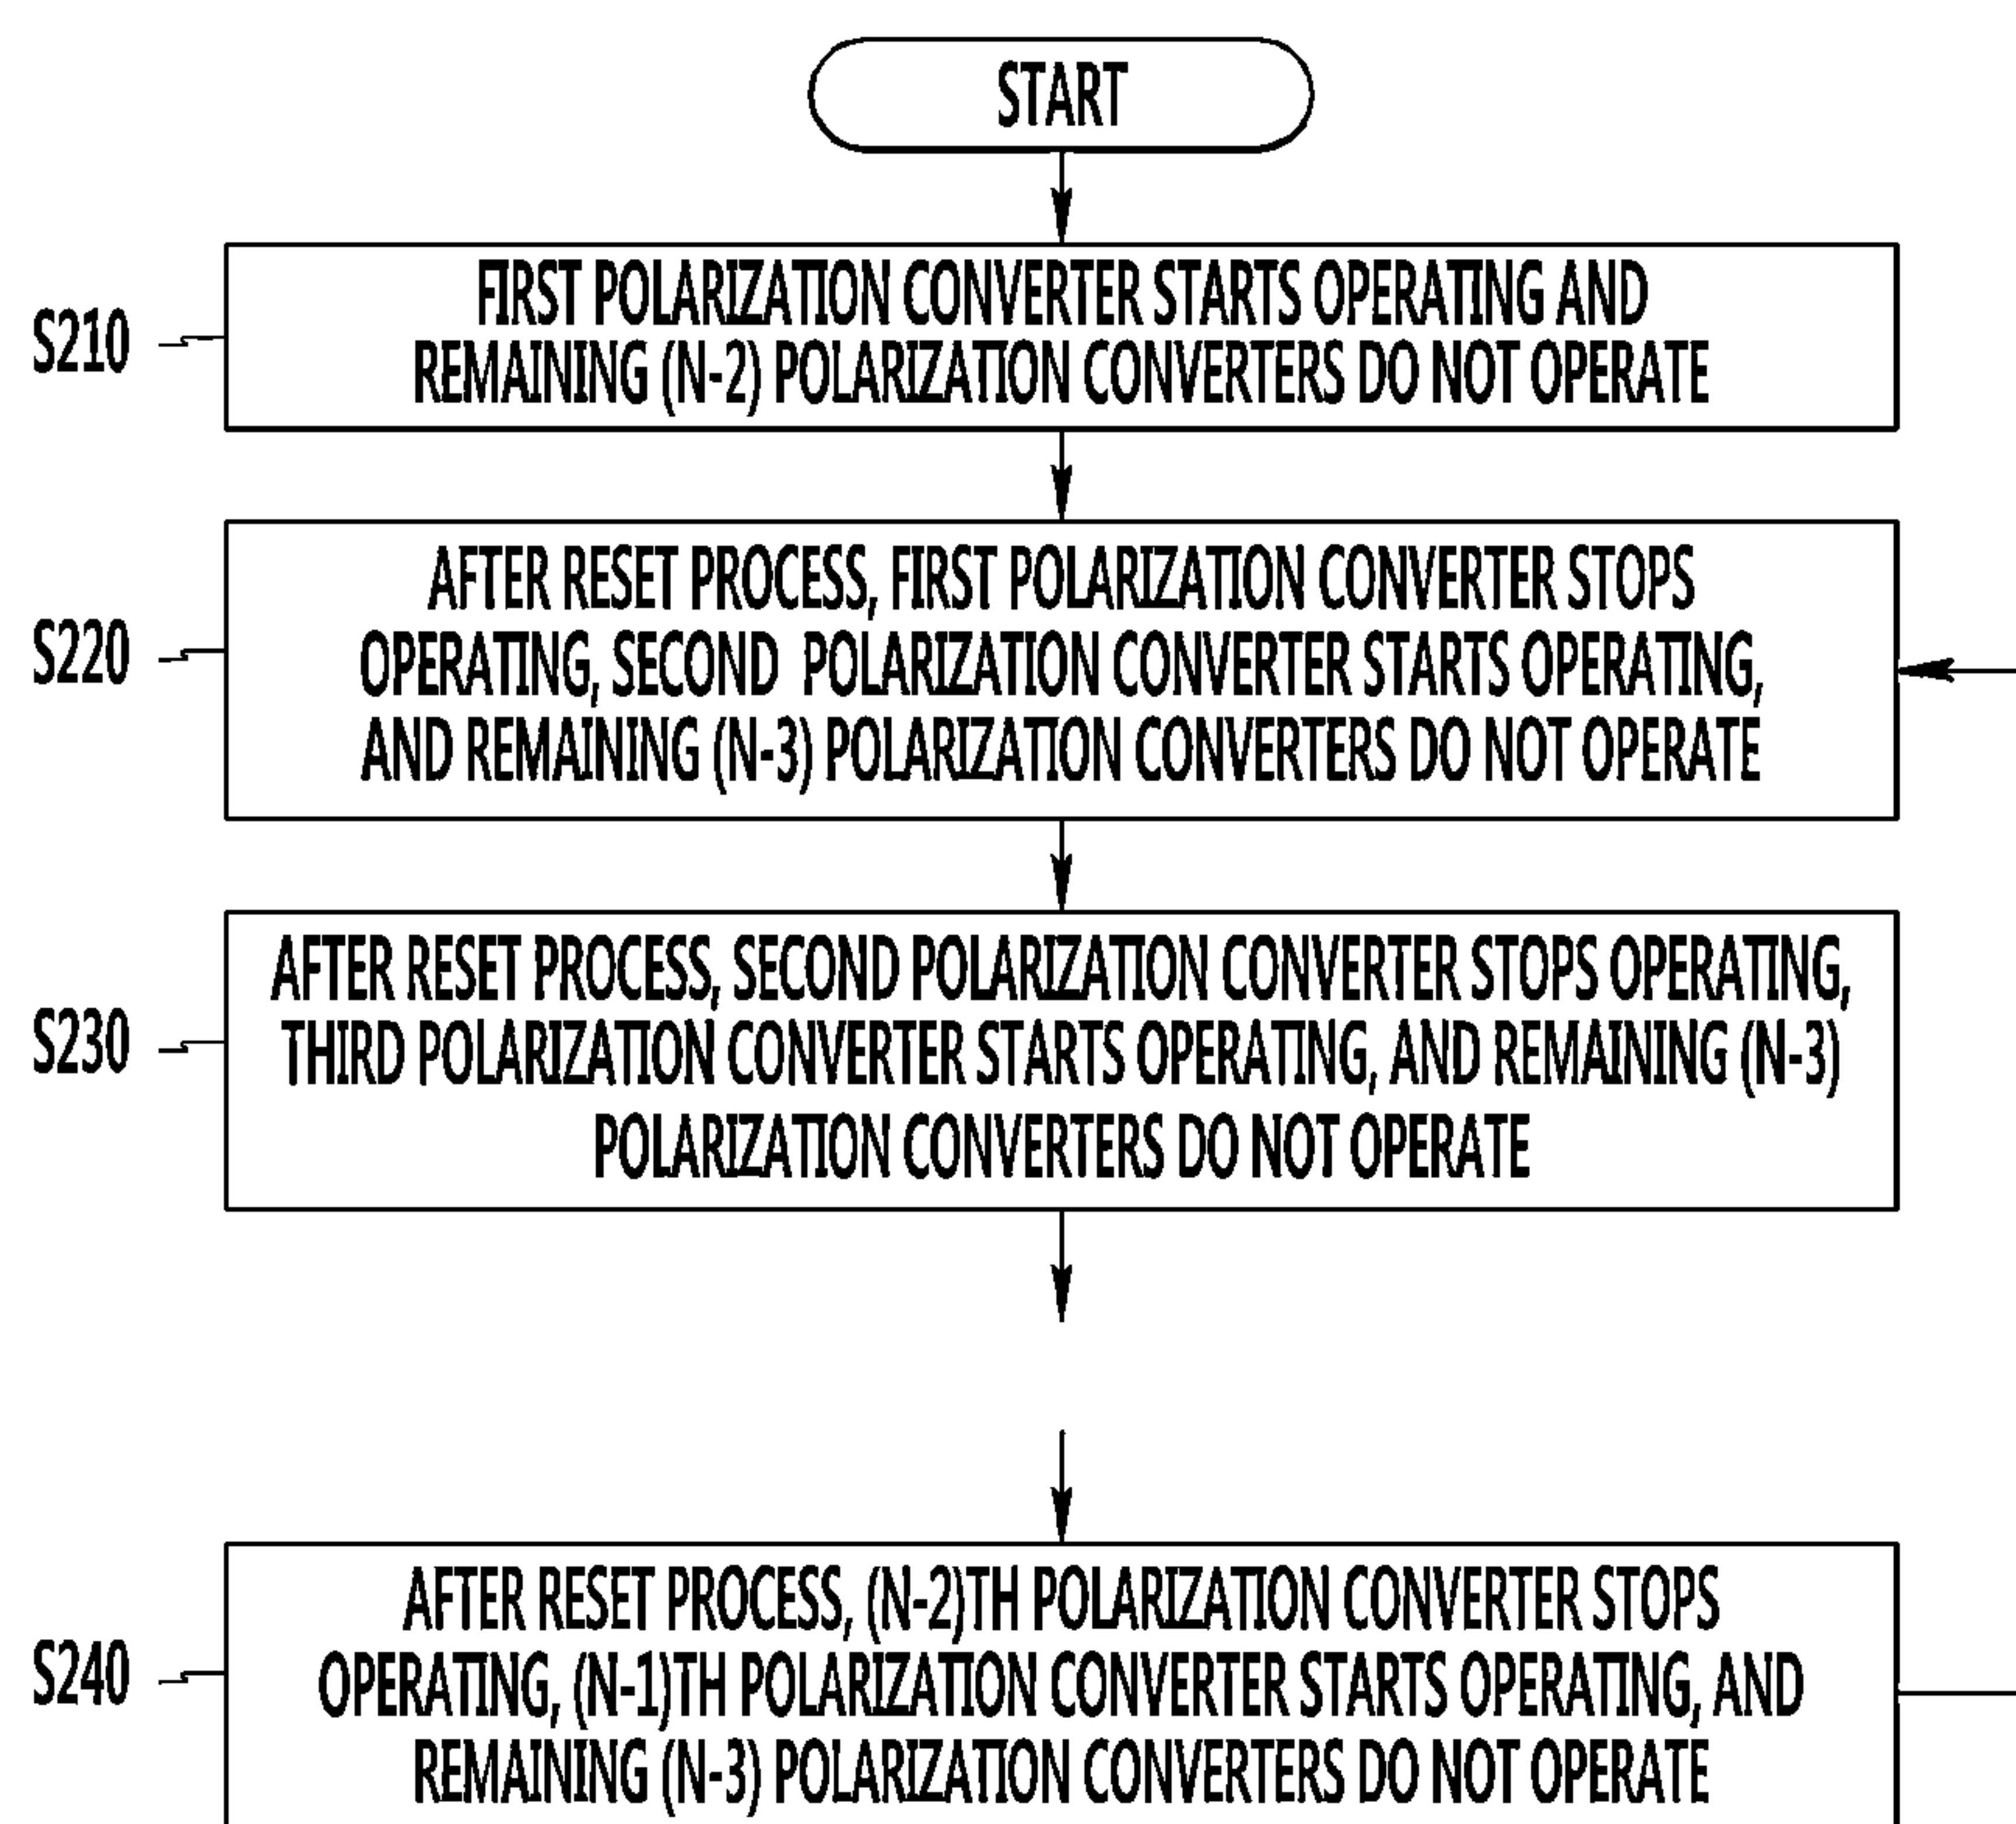 START
S210
FIRST POLARIZATION CONVERTER STARTS OPERATING AND
REMAINING (N-2) POLARIZATION CONVERTERS DO NOT OPERATE
S220
AFTER RESET PROCESS, FIRST POLARIZATION CONVERTER STOPS
OPERATING, SECOND POLARIZATION CONVERTER STARTS OPERATING,
AND REMAINING (N-3) POLARIZATION CONVERTERS DO NOT OPERATE
S230
AFTER RESET PROCESS, SECOND POLARIZATION CONVERTER STOPS OPERATING,
THIRD POLARIZATION CONVERTER STARTS OPERATING, AND REMAINING (N-3)
POLARIZATION CONVERTERS DO NOT OPERATE
S240
AFTER RESET PROCESS, (N-2)TH POLARIZATION CONVERTER STOPS
OPERATING, (N-1)TH POLARIZATION CONVERTER STARTS OPERATING, AND
REMAINING (N-3) POLARIZATION CONVERTERS DO NOT OPERATE